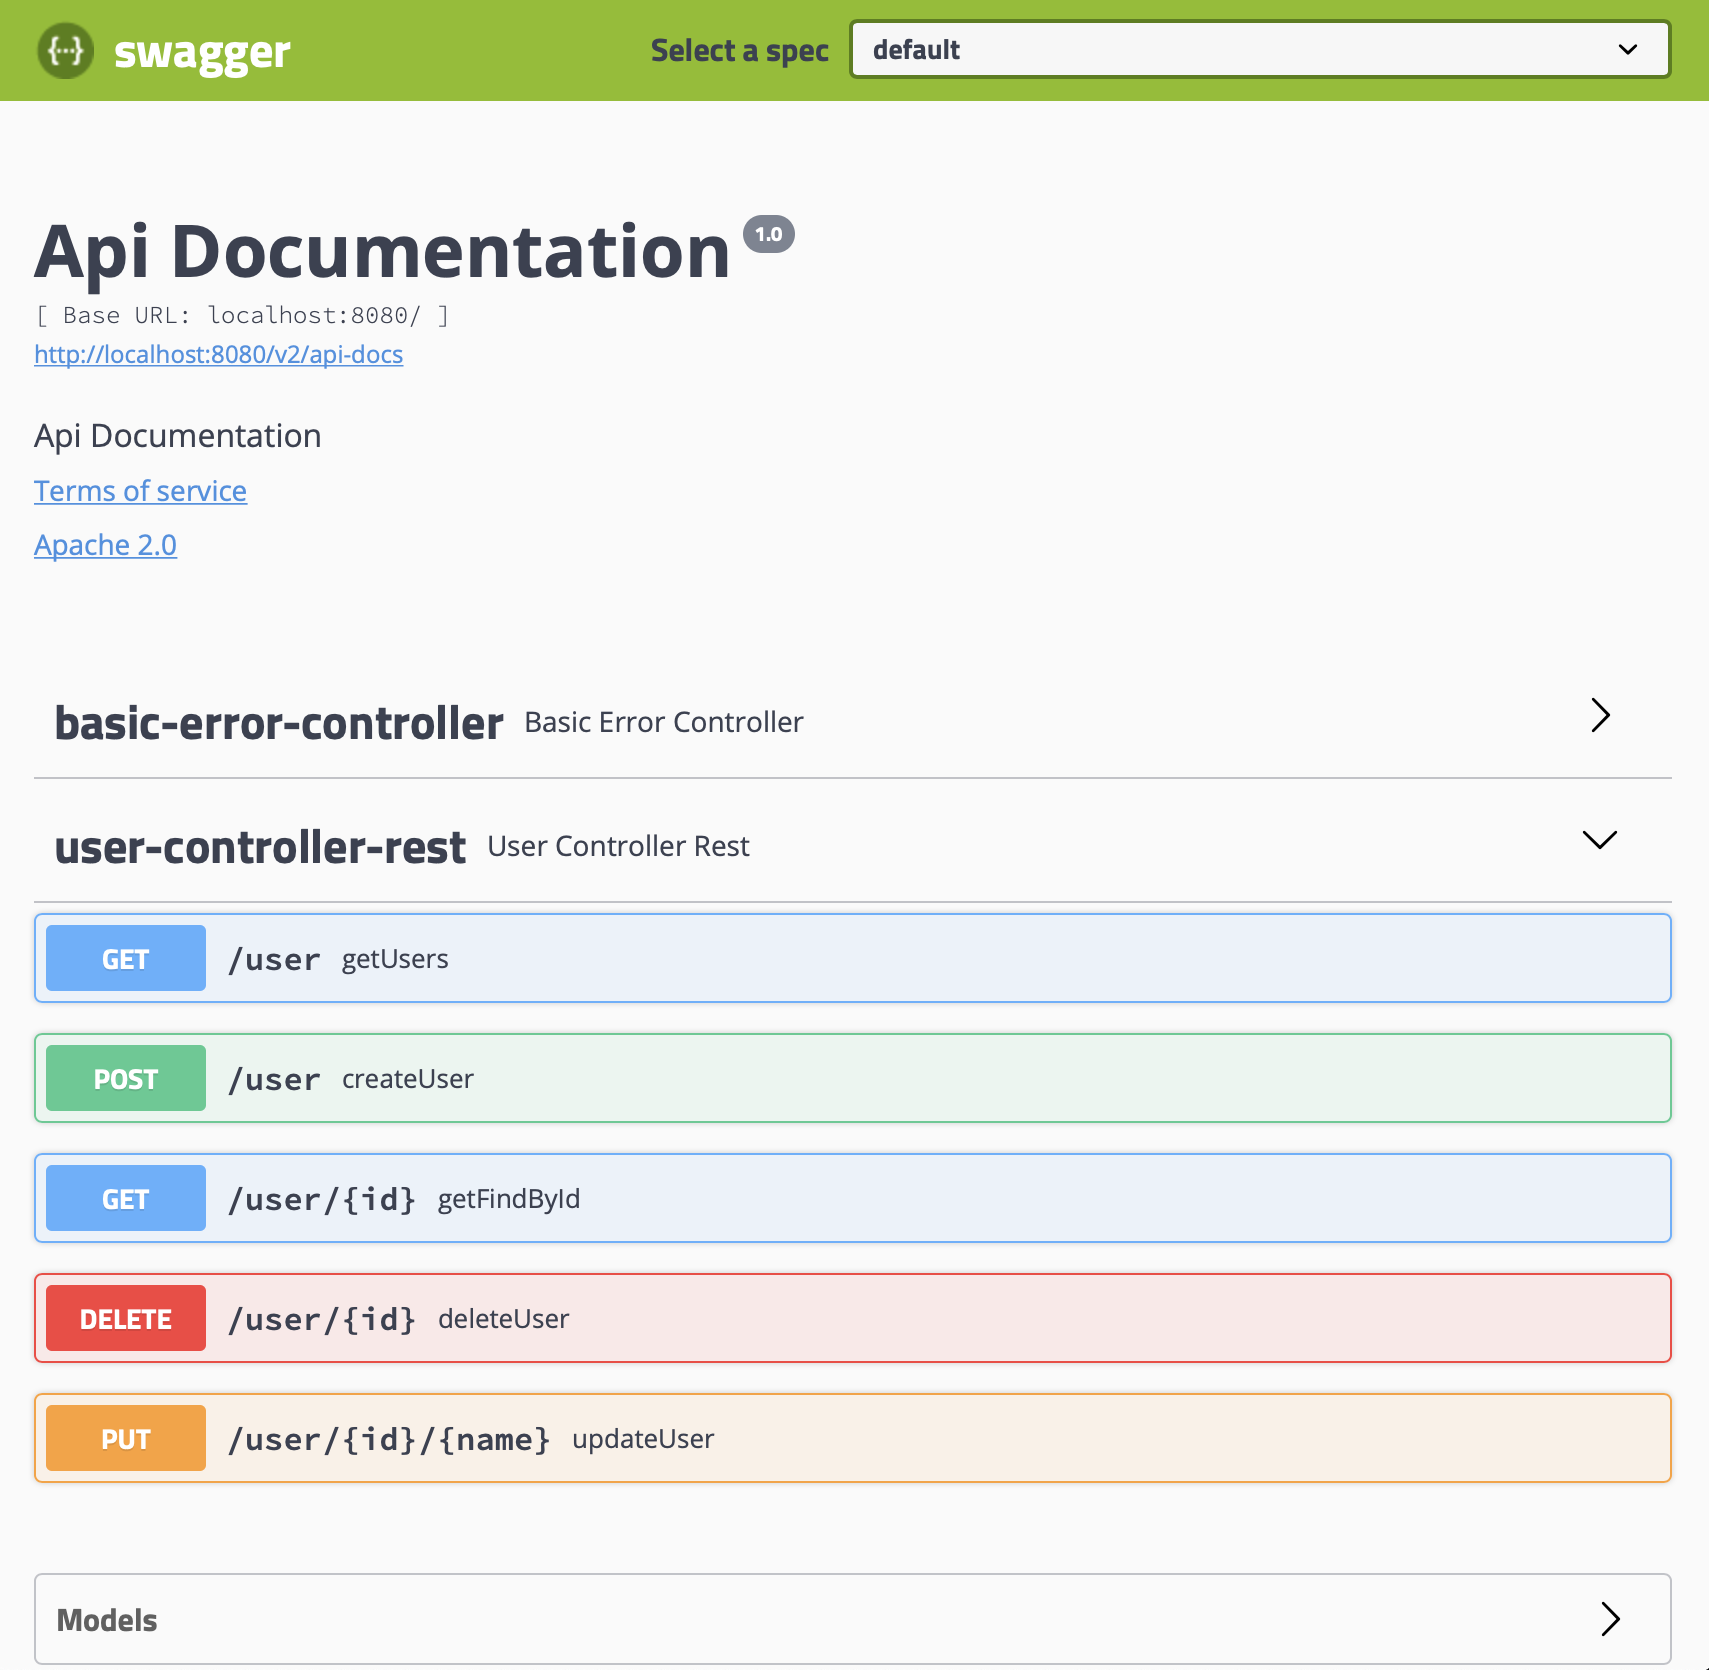 {...} swagger Select a spec default
Api Documentation 1.0
[ Base URL: localhost:8080/ ]
http://localhost:8080/v2/api-docs
Api Documentation
Terms of service
Apache 2.0
basic-error-controller Basic Error Controller
user-controller-rest User Controller Rest
GET /user getUsers
POST /user createUser
GET /user/{id} getFindById
DELETE /user/{id} deleteUser
PUT /user/{id}/{name} updateUser
Models